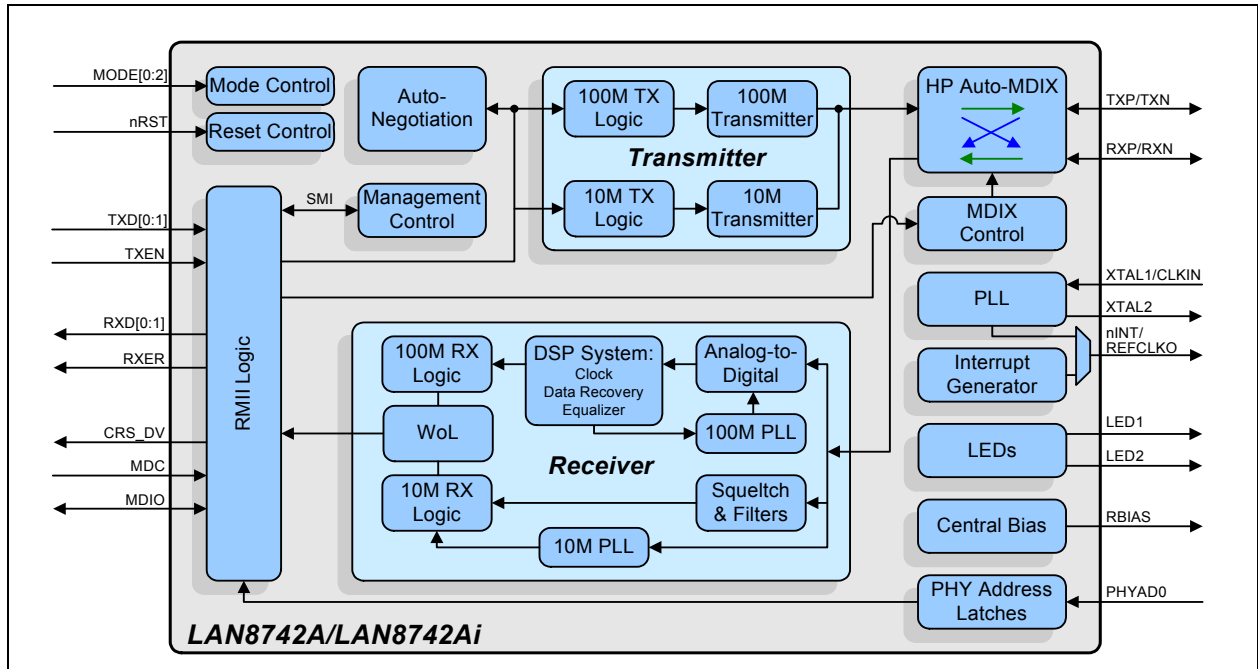 MODE[0:2]
nRST
TXD[0:1]
TXEN
RXD[0:1]
RXER
CRS_DV
MDC
MDIO
Mode Control
Reset Control
RMII Logic
SMI
Auto-
Negotiation
Management
Control
100M TX
Logic
100M
Transmitter
Transmitter
10M TX
Logic
10M
Transmitter
100M RX
Logic
DSP System:
Clock
Data Recovery
Equalizer
Analog-to-
Digital
100M PLL
WoL
Receiver
10M RX
Logic
Squeltch
& Filters
10M PLL
HP Auto-MDIX
MDIX
Control
PLL
Interrupt
Generator
LEDs
Central Bias
PHY Address
Latches
TXP/TXN
RXP/RXN
XTAL1/CLKIN
XTAL2
nINT/
REFCLKO
LED1
LED2
RBIAS
PHYAD0
LAN8742A/LAN8742Ai